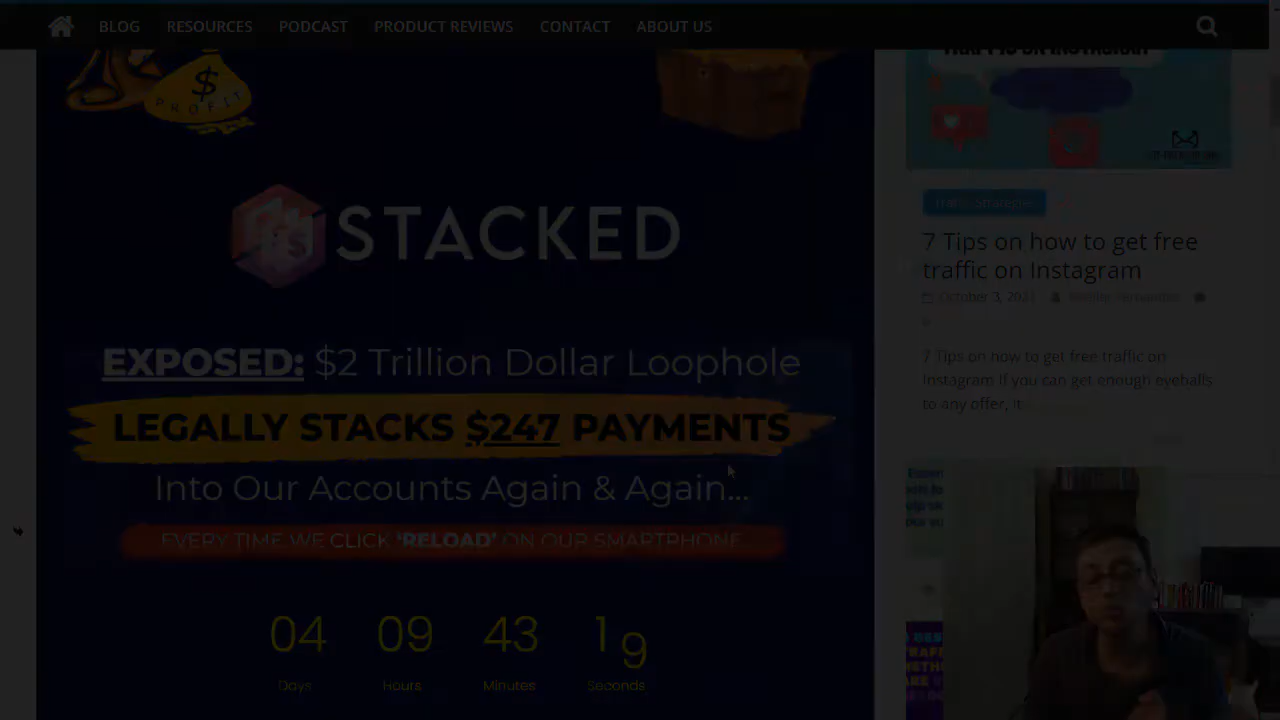 BLOG RESOURCES PODCAST PRODUCT REVIEWS CONTACT ABOUT US
$
PROFIT
STACKED
EXPOSED: $2 Trillion Dollar Loophole
LEGALLY STACKS $247 PAYMENTS
Into Our Accounts Again & Again...
EVERY TIME WE CLICK 'RELOAD' ON OUR SMARTPHONE
04 09 43 19
Days Hours Minutes Seconds
Traffic Strategies
7 Tips on how to get free
traffic on Instagram
October 3, 2021
7 Tips on how to get free traffic on
Instagram If you can get enough eyeballs
to any offer, it